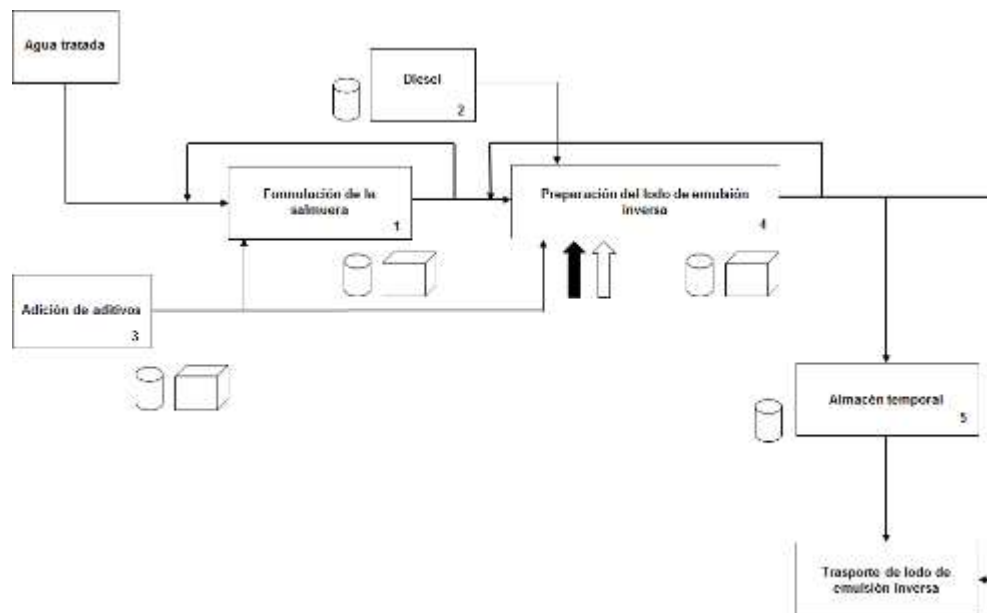 Agua tratada
Diesel
2
Formulación de la
salmuera
1
Preparación del lodo de emulsión
inversa
4
Adición de aditivos
3
Almacén temporal
5
Trasporte de lodo de
emulsión inversa